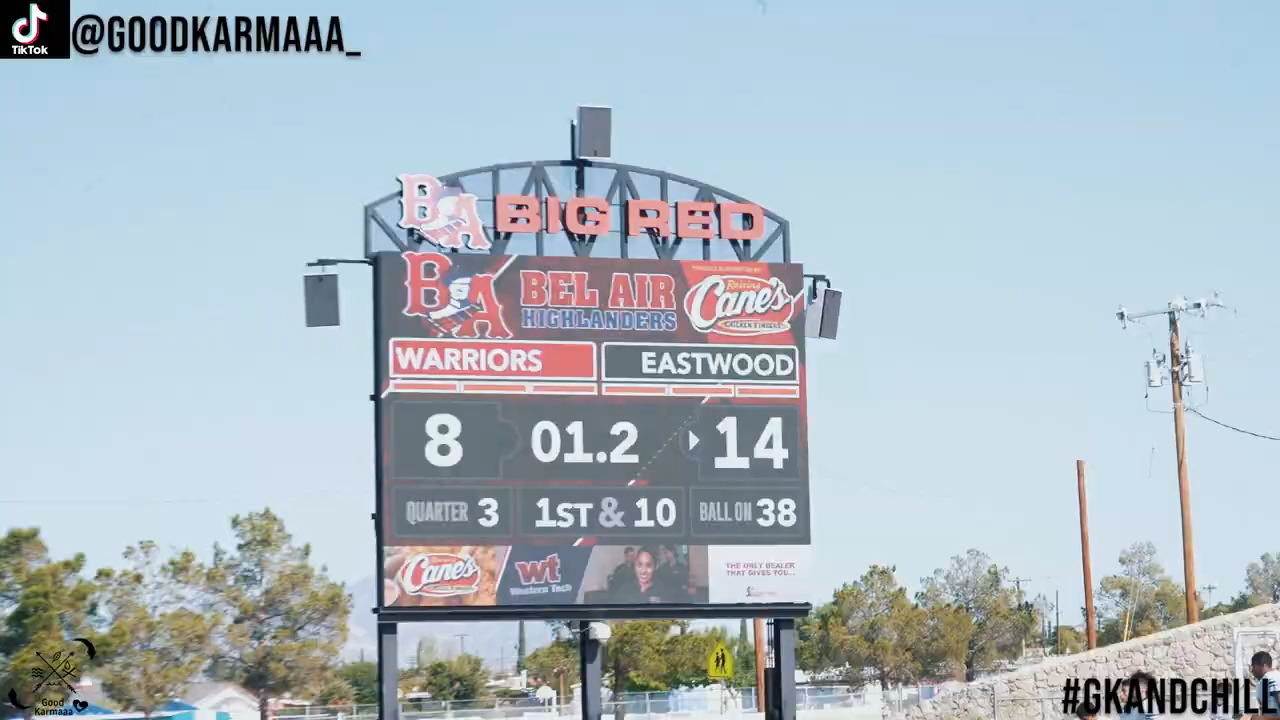 TikTok
@GOODKARMAAA_
BA
BIG RED
BA
BEL AIR
HIGHLANDERS
Raising
Cane's
CHICKEN FINGERS
WARRIORS
EASTWOOD
8
01.2
14
QUARTER 3
1ST & 10
BALL ON 38
Raising
Cane's
wt
Western Tech
THE ONLY DEALER
THAT GIVES YOU...
Good
Karmaaa
#GKANDCHILL